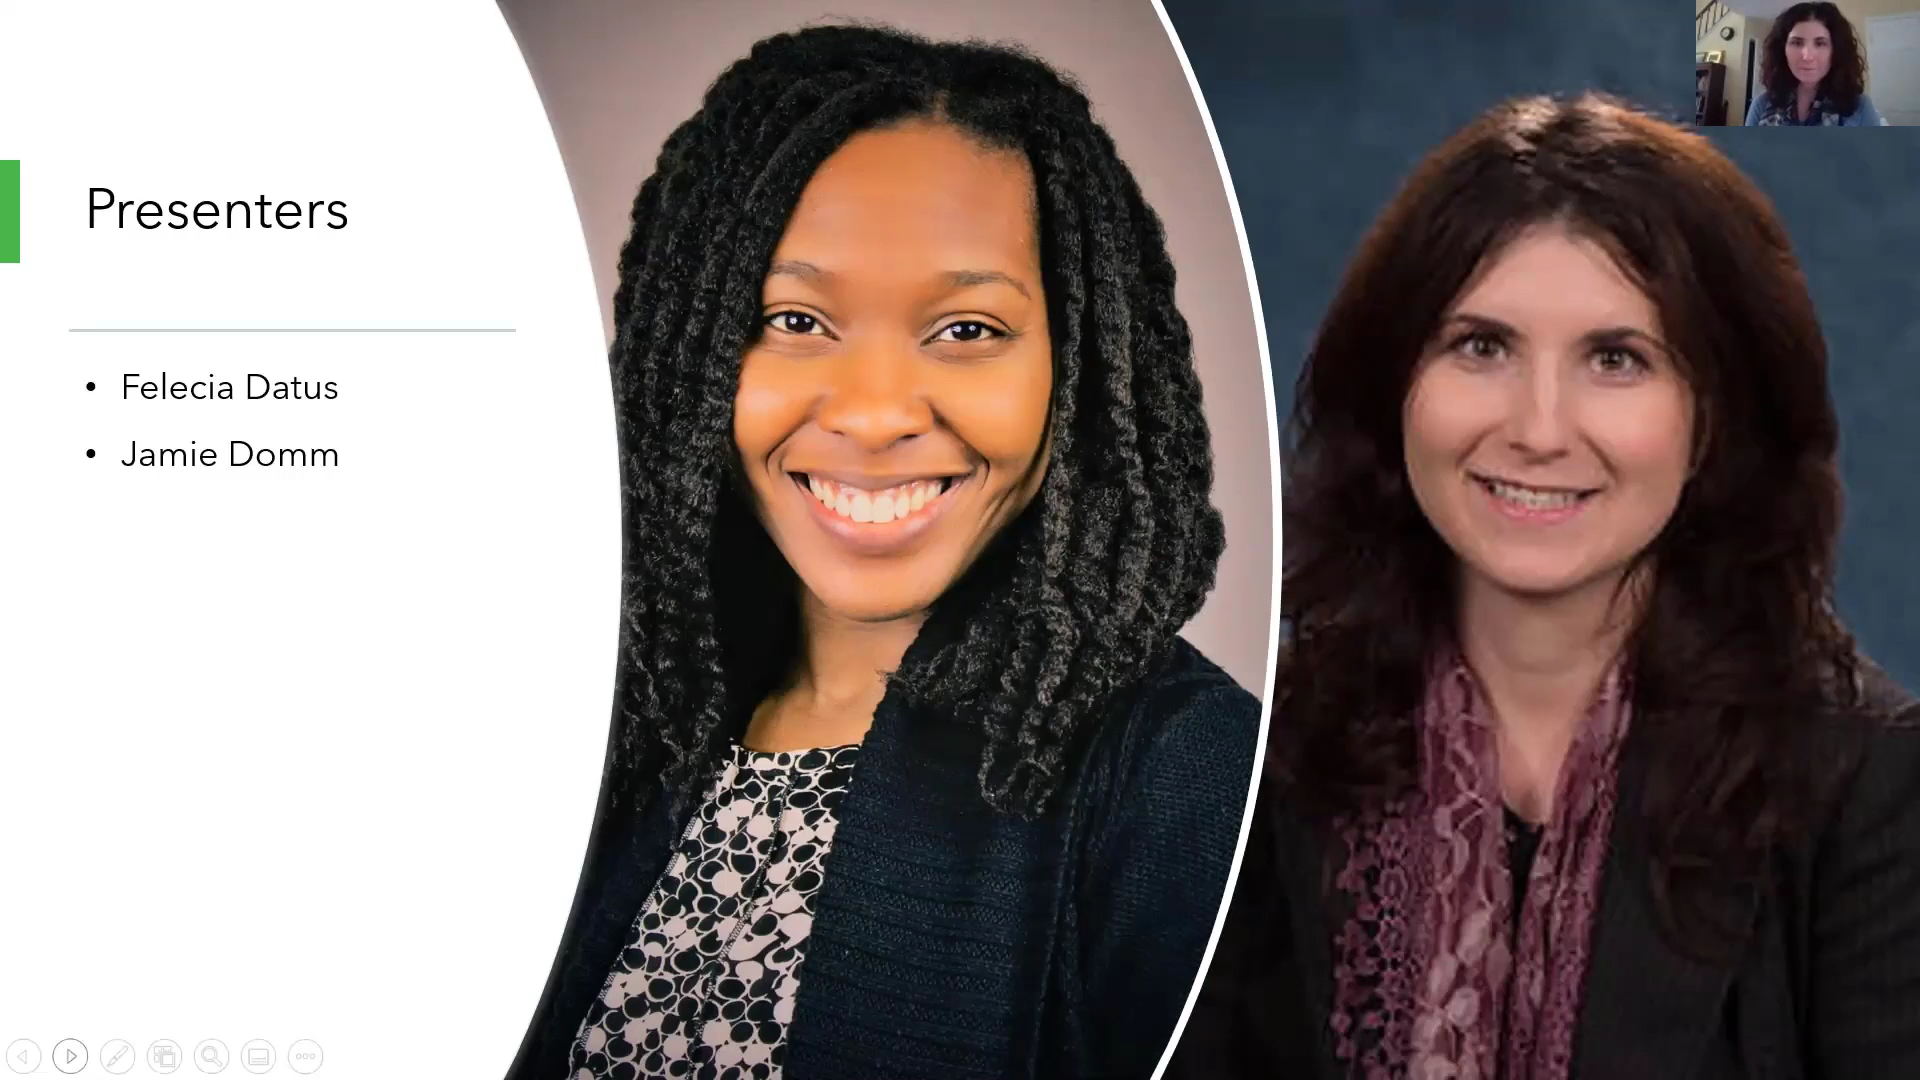 Presenters
• Felecia Datus
• Jamie Domm